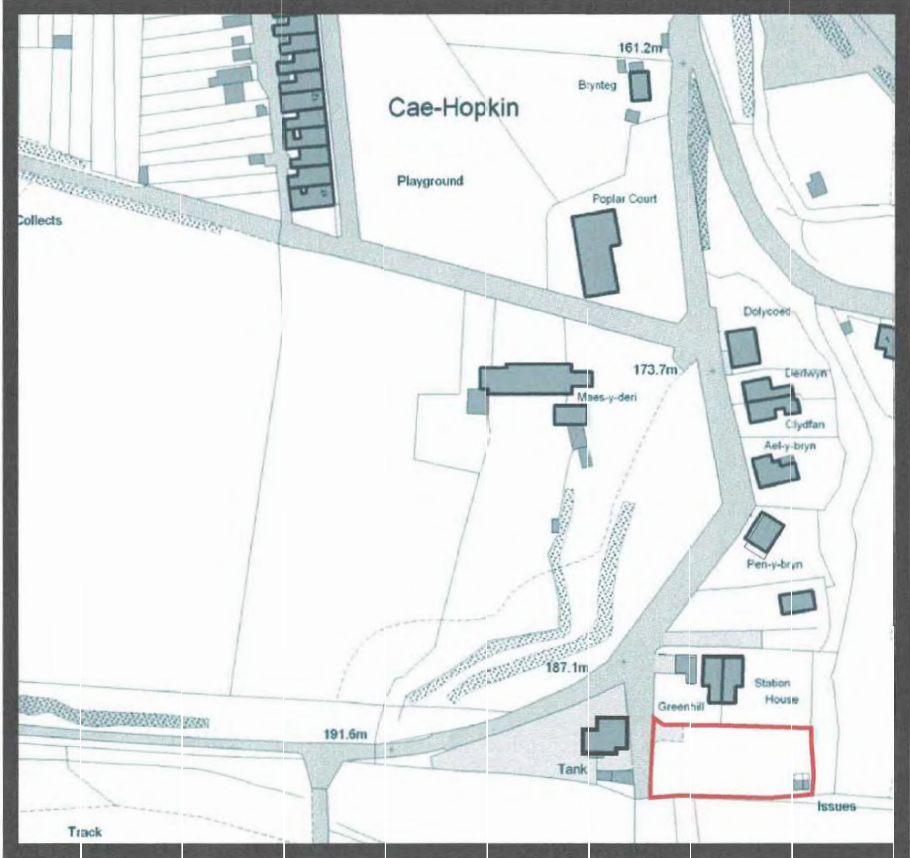 161.2m
Brynteg
Cae-Hopkin
Playground
Poplar Court
Collects
Dolycoed
173.7m
Derlwyn
Maes-y-deri
Clydfan
Ael-y-bryn
Pen-y-bryn
187.1m
Station
House
Greenhill
191.6m
Tank
Issues
Track